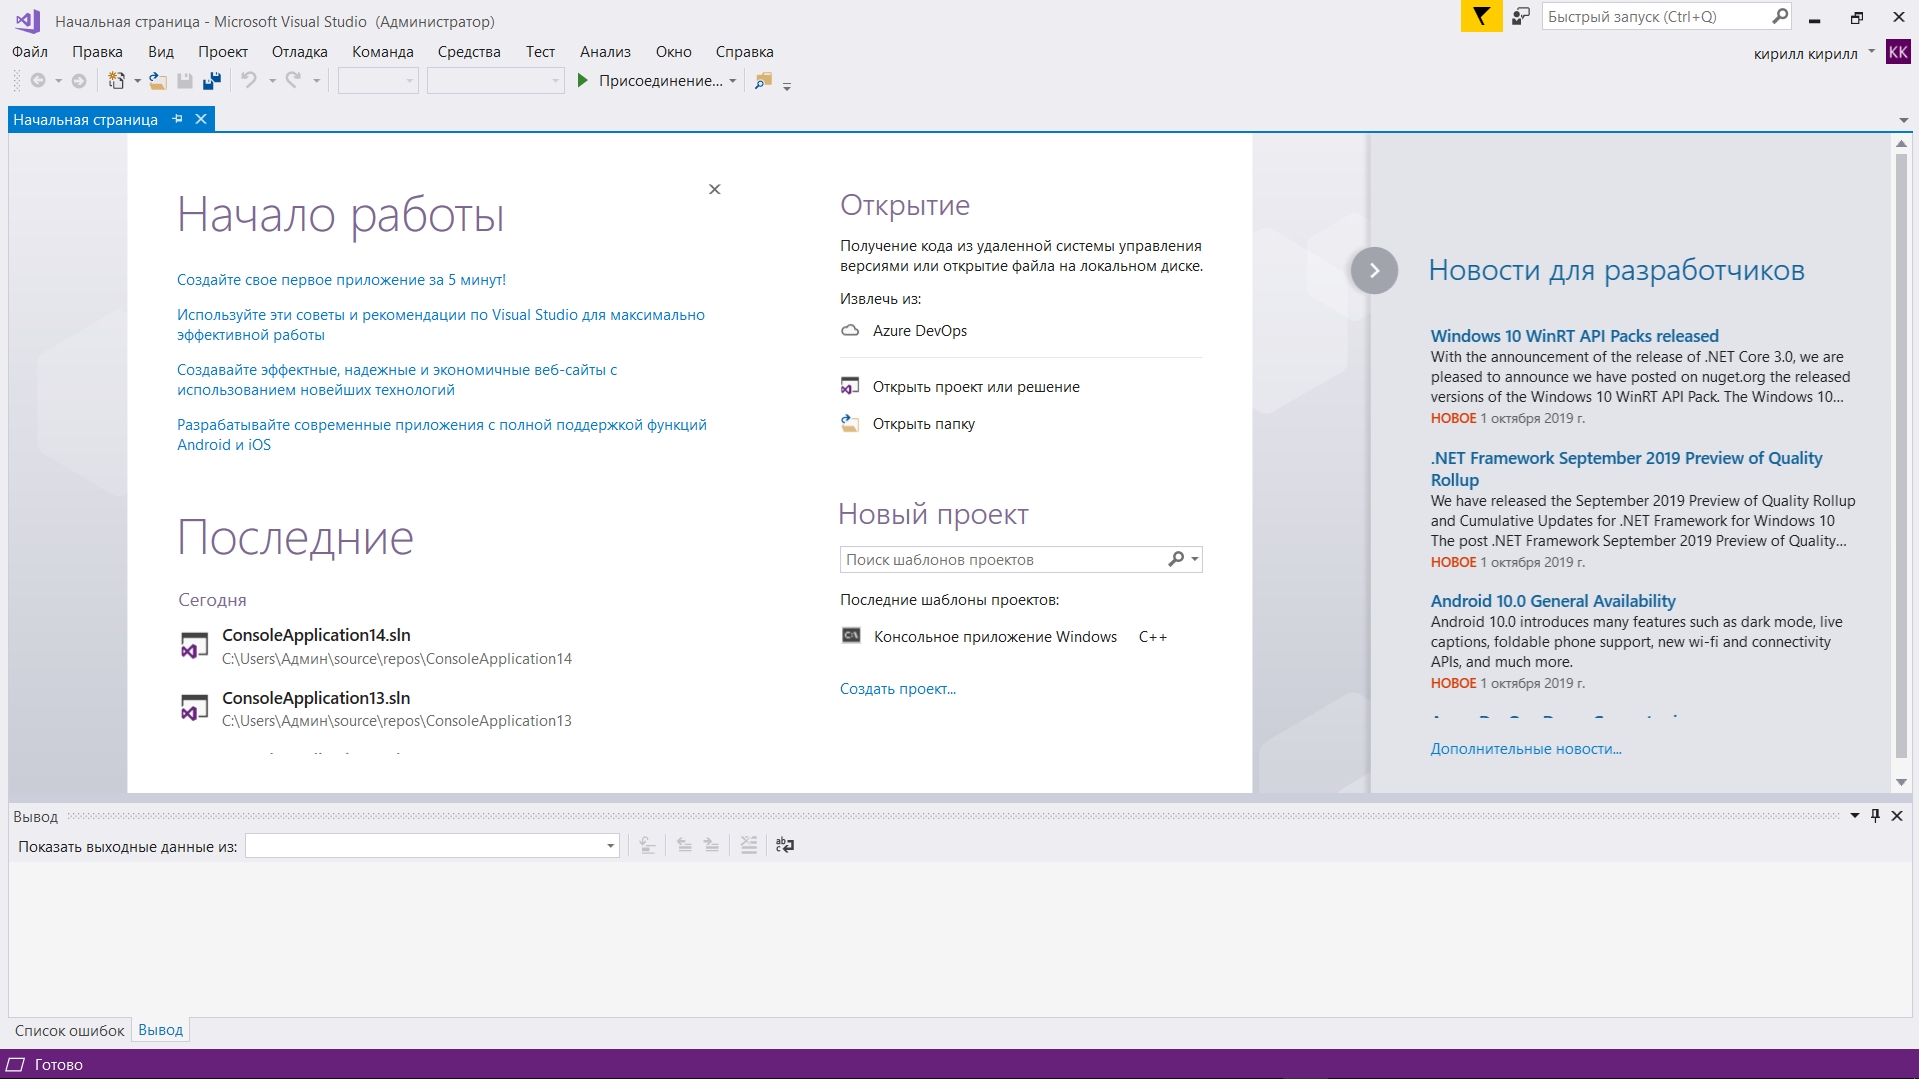 Начальная страница - Microsoft Visual Studio (Администратор)
Быстрый запуск (Ctrl+Q)
Файл Правка Вид Проект Отладка Команда Средства Тест Анализ Окно Справка
кирилл кирилл KK
Присоединение...
Начальная страница
Начало работы
Создайте свое первое приложение за 5 минут!
Используйте эти советы и рекомендации по Visual Studio для максимально
эффективной работы
Создавайте эффектные, надежные и экономичные веб-сайты с
использованием новейших технологий
Разрабатывайте современные приложения с полной поддержкой функций
Android и iOS
Последние
Сегодня
ConsoleApplication14.sln
C:\Users\Админ\source\repos\ConsoleApplication14
ConsoleApplication13.sln
C:\Users\Админ\source\repos\ConsoleApplication13
Открытие
Получение кода из удаленной системы управления
версиями или открытие файла на локальном диске.
Извлечь из:
Azure DevOps
Открыть проект или решение
Открыть папку
Новый проект
Поиск шаблонов проектов
Последние шаблоны проектов:
Консольное приложение Windows C++
Создать проект...
Новости для разработчиков
Windows 10 WinRT API Packs released
With the announcement of the release of .NET Core 3.0, we are
pleased to announce we have posted on nuget.org the released
versions of the Windows 10 WinRT API Pack. The Windows 10...
НОВОЕ 1 октября 2019 г.
.NET Framework September 2019 Preview of Quality
Rollup
We have released the September 2019 Preview of Quality Rollup
and Cumulative Updates for .NET Framework for Windows 10
The post .NET Framework September 2019 Preview of Quality...
НОВОЕ 1 октября 2019 г.
Android 10.0 General Availability
Android 10.0 introduces many features such as dark mode, live
captions, foldable phone support, new wi-fi and connectivity
APIs, and much more.
НОВОЕ 1 октября 2019 г.
Дополнительные новости...
Вывод
Показать выходные данные из:
Список ошибок Вывод
Готово